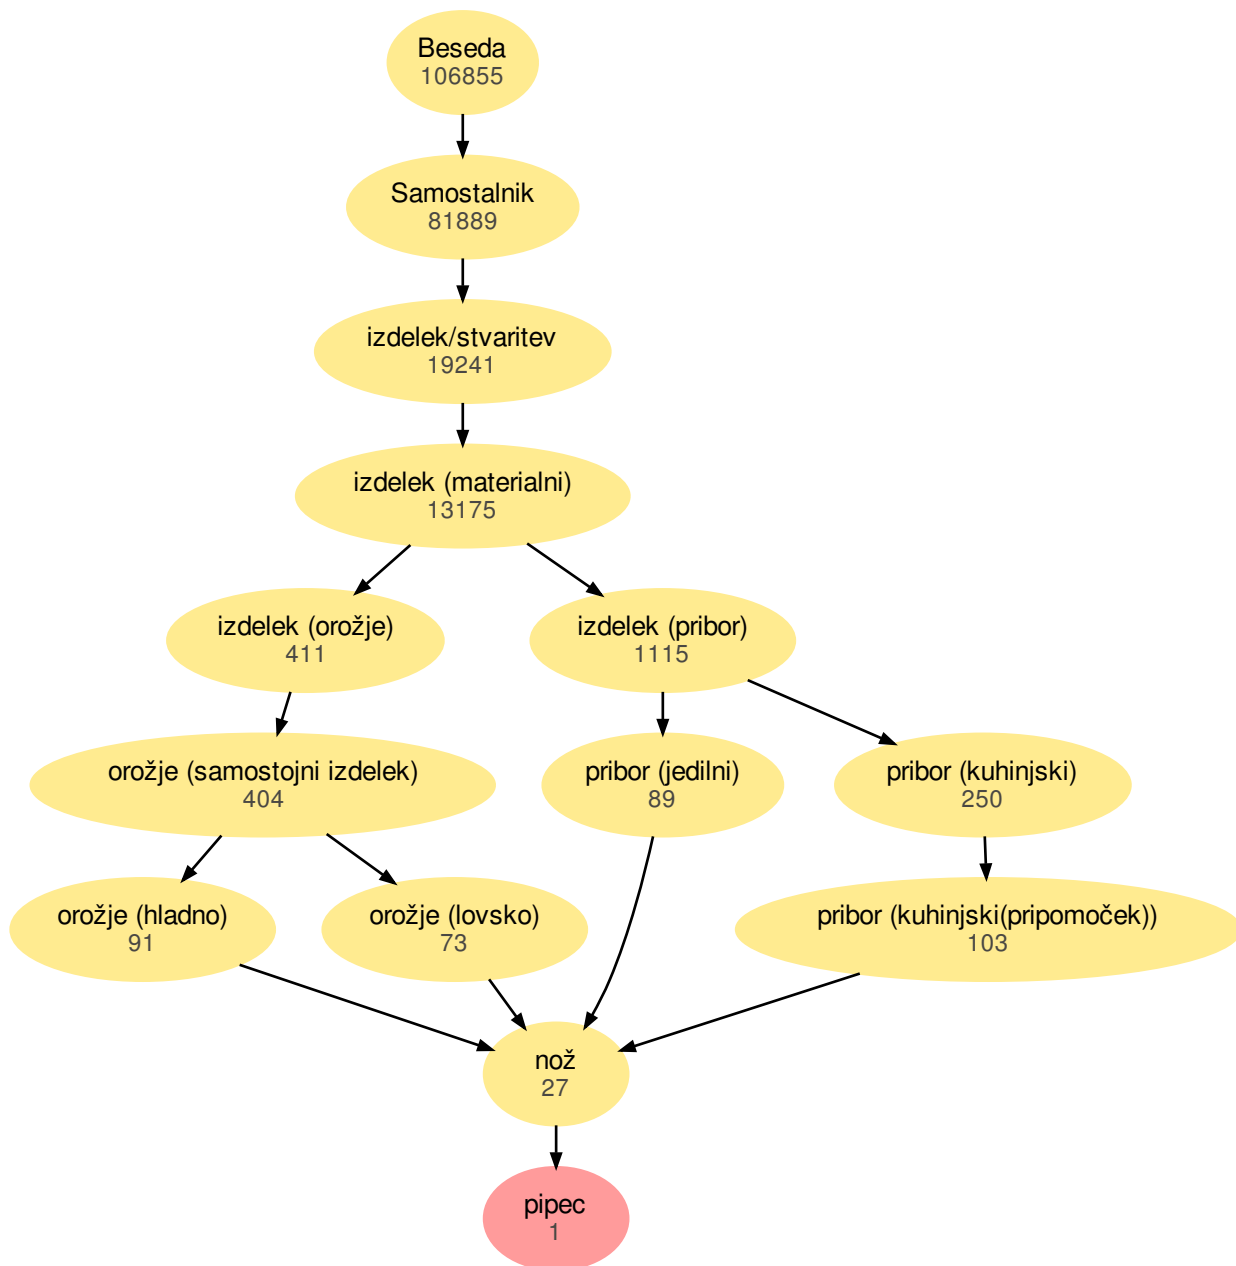 Beseda
106855
Samostalnik
81889
izdelek/stvaritev
19241
izdelek (materialni)
13175
izdelek (orožje)
411
izdelek (pribor)
1115
orožje (samostojni izdelek)
404
pribor (jedilni)
89
pribor (kuhinjski)
250
orožje (hladno)
91
orožje (lovsko)
73
pribor (kuhinjski(pripomoček))
103
nož
27
pipec
1